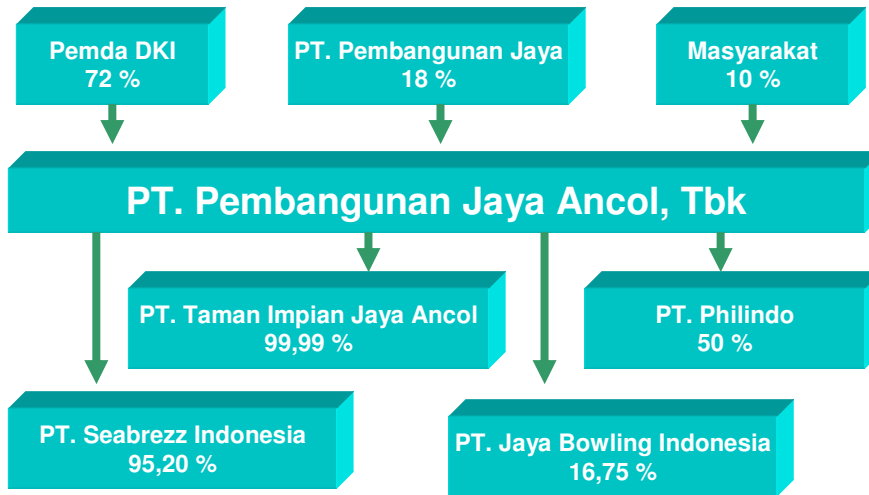 Pemda DKI
72 %
PT. Pembangunan Jaya
18 %
Masyarakat
10 %
PT. Pembangunan Jaya Ancol, Tbk
PT. Taman Impian Jaya Ancol
99,99 %
PT. Philindo
50 %
PT. Seabrezz Indonesia
95,20 %
PT. Jaya Bowling Indonesia
16,75 %